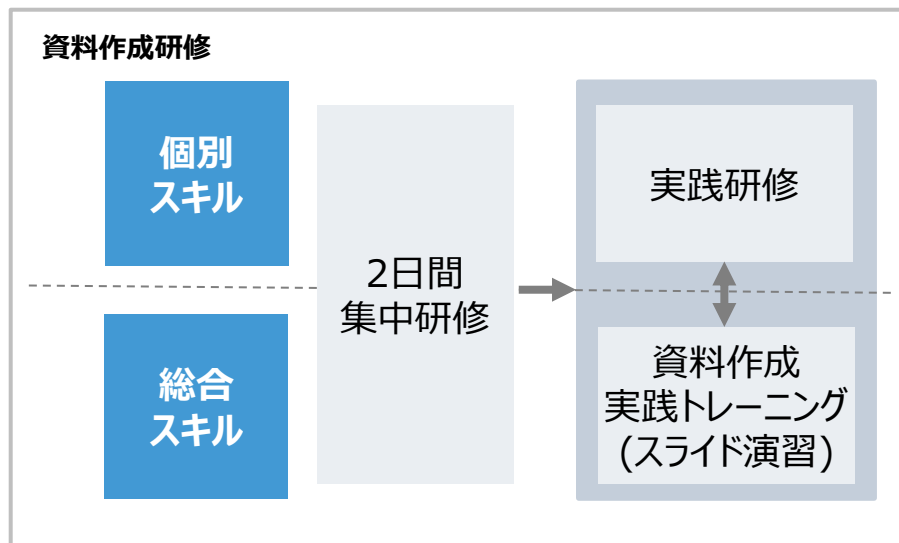 資料作成研修
個別
スキル
総合
スキル
2日間
集中研修
実践研修
資料作成
実践トレーニング
(スライド演習)